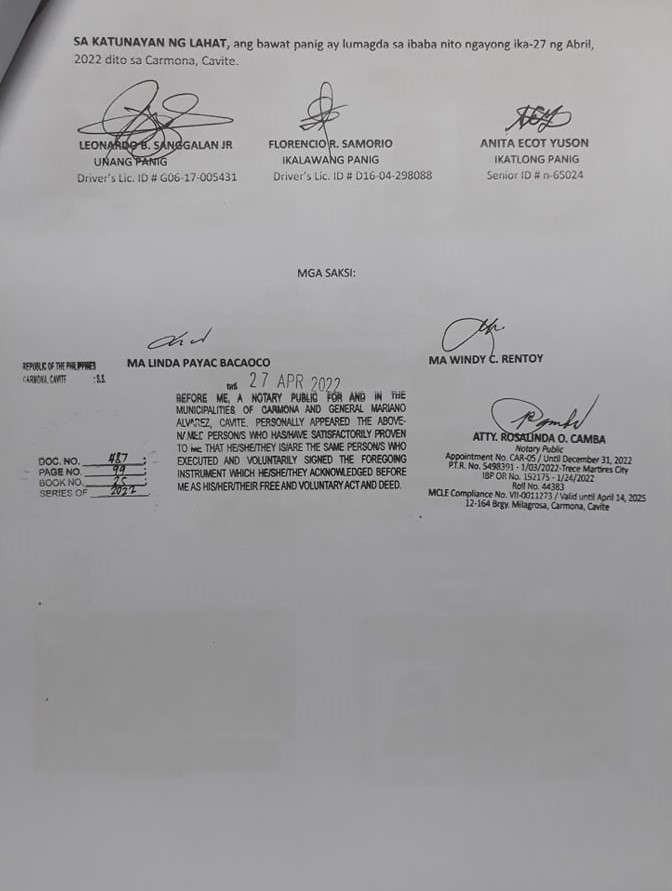 SA KATUNAYAN NG LAHAT, ang bawat panig ay lumagda sa ibaba nito ngayong ika-27 ng Abril,
2022 dito sa Carmona, Cavite.
LEONARDO B. SANGGALAN JR
UNANG PANIG
Driver's Lic. ID # G06-17-005431
FLORENCIO R. SAMORIO
IKALAWANG PANIG
Driver's Lic. ID # D16-04-298088
ANITA ECOT YUSON
IKATLONG PANIG
Senior ID # n-65024
MGA SAKSI:
MA LINDA PAYAC BACAOCO
MA WINDY C. RENTOY
REPUBLIC OF THE PHILIPPINES
CARMONA, CAVITE : S.S.
27 APR 2022
BEFORE ME, A NOTARY PUBLIC FOR AND IN THE
MUNICIPALITIES OF CARMONA AND GENERAL MARIANO
ALVAREZ, CAVITE, PERSONALLY APPEARED THE ABOVE-
PERSON/S WHO HAS/HAVE SATISFACTORILY PROVEN
TO ME THAT HE/SHE/THEY IS/ARE THE SAME PERSON/S WHO
EXECUTED AND VOLUNTARILY SIGNED THE FOREGOING
INSTRUMENT WHICH HE/SHE/THEY ACKNOWLEDGED BEFORE
ME AS HIS/HER/THEIR FREE AND VOLUNTARY ACT AND DEED.
DOC. NO. 487 ;
PAGE NO. 99 ;
BOOK NO. 25 ;
SERIES OF 2022
ATTY. ROSALINDA O. CAMBA
Notary Public
Appointment No. CAR-05 / Until December 31, 2022
P.T.R. No. 5498391 - 1/03/2022-Trece Martires City
IBP OR No. 192175 - 1/24/2022
Roll No. 44383
MCLE Compliance No. VII-0011273 / Valid until April 14, 2025
12-164 Brgy. Milagrosa, Carmona, Cavite